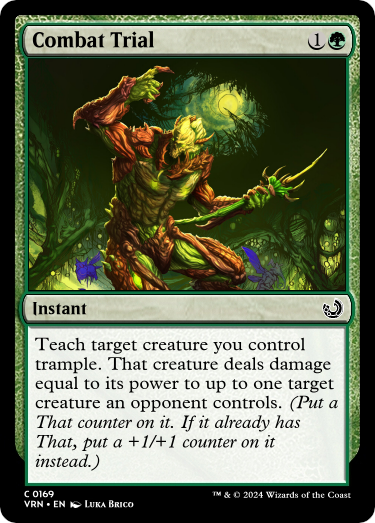 Combat Trial 1
Instant
Teach target creature you control
trample. That creature deals damage
equal to its power to up to one target
creature an opponent controls. (Put a
That counter on it. If it already has
That, put a +1/+1 counter on it
instead.)
C 0169
VRN • EN Luka Brico
™ & © 2024 Wizards of the Coast